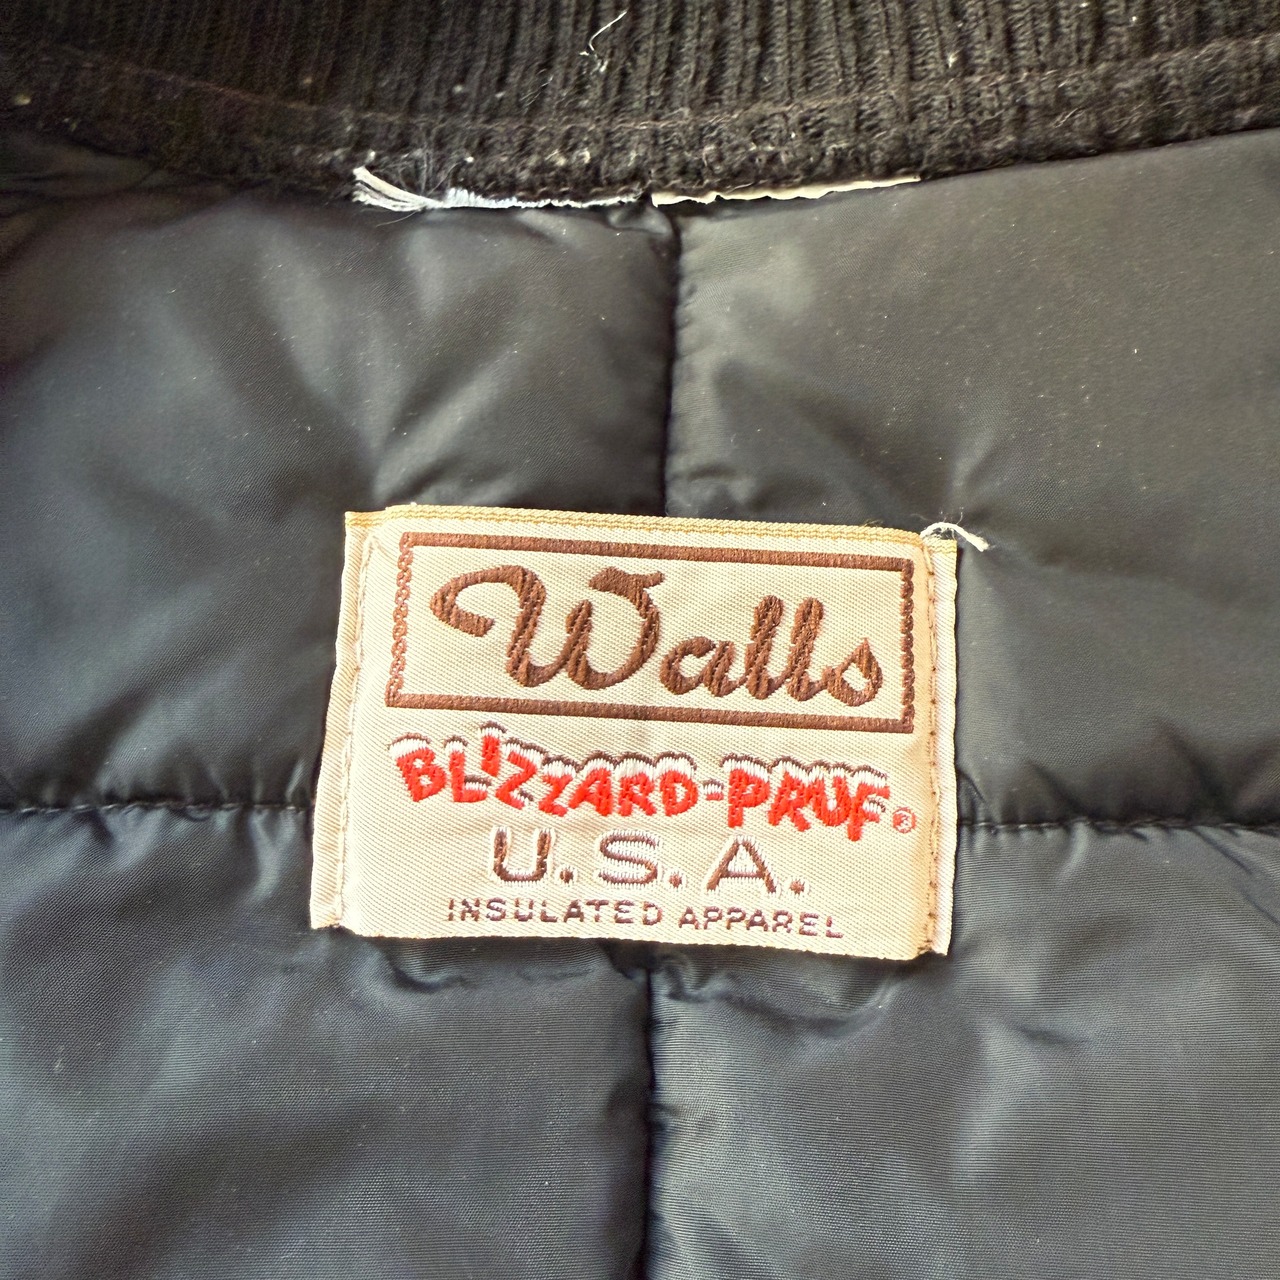 Walls
BLIZZARD-PRUF®
U.S.A.
INSULATED APPAREL